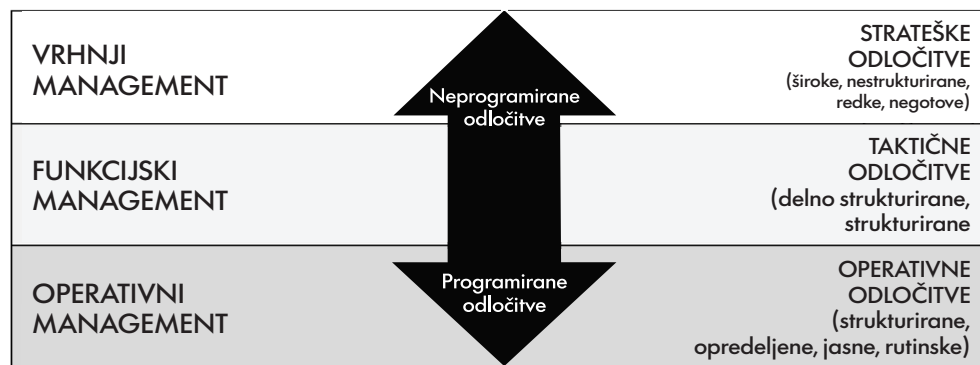 VRHNJI
MANAGEMENT
Neprogramirane
odločitve
STRATEŠKE
ODLOČITVE
(široke, nestrukturirane,
redke, negotove)
FUNKCIJSKI
MANAGEMENT
TAKTIČNE
ODLOČITVE
(delno strukturirane,
strukturirane
OPERATIVNI
MANAGEMENT
Programirane
odločitve
OPERATIVNE
ODLOČITVE
(strukturirane,
opredeljene, jasne, rutinske)